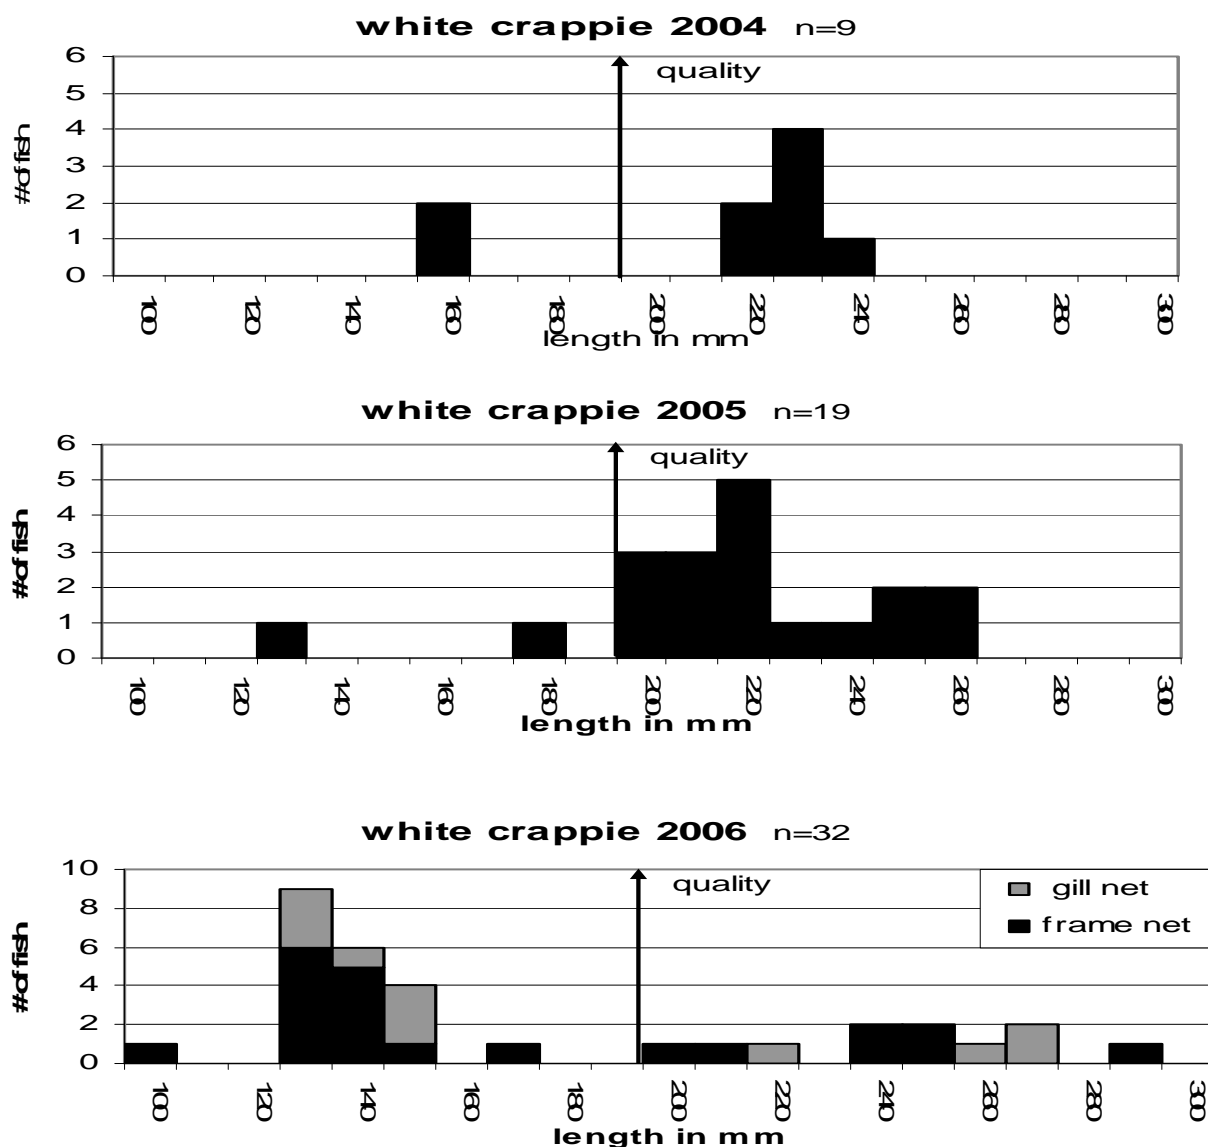 white crappie 2004 n=9
6
quality
5
4
3
2
1
0
# of fish
100 120 140 160 180 200 220 240 260 280 300
length in mm
white crappie 2005 n=19
6
quality
5
4
3
2
1
0
# of fish
100 120 140 160 180 200 220 240 260 280 300
length in mm
white crappie 2006 n=32
10
quality
gill net
8
frame net
6
4
2
0
# of fish
100 120 140 160 180 200 220 240 260 280 300
length in mm